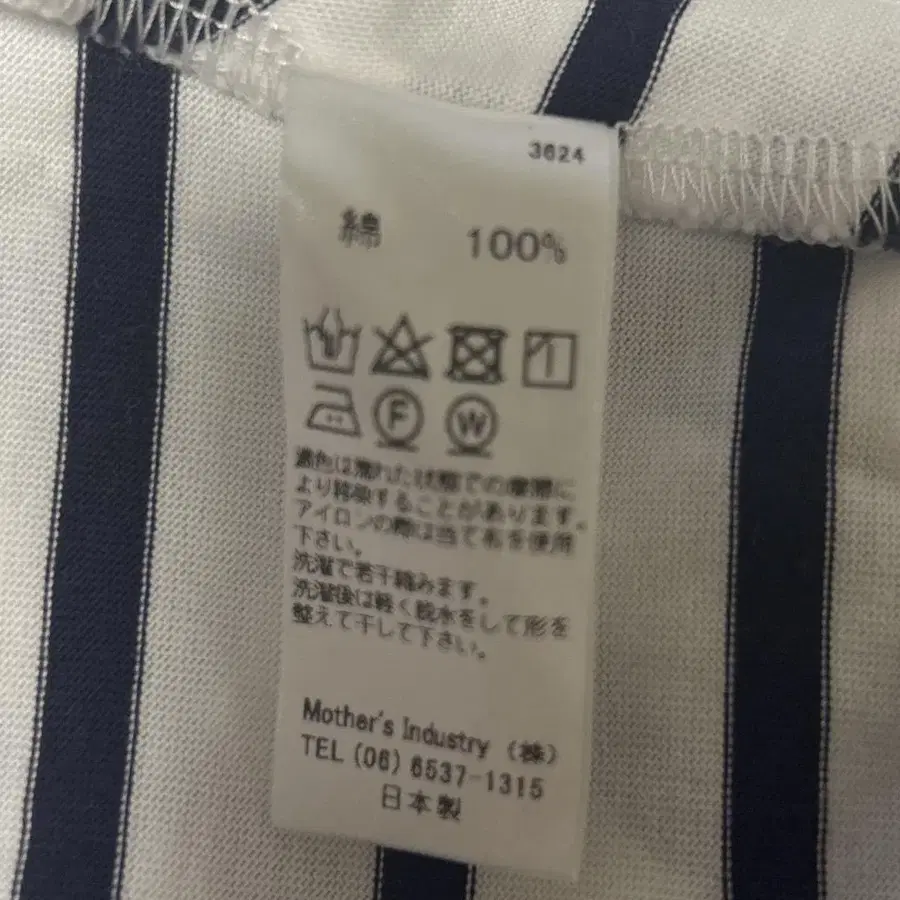 3624
綿 100%
F W
濃色は濡れた状態での摩擦に
より移染することがあります。
アイロンの際は当て布を使用
下さい。
洗濯で若干縮みます。
洗濯後は軽く脱水をして形を
整えて干して下さい。
Mother's Industry (株)
TEL (06) 6537-1315
日本製